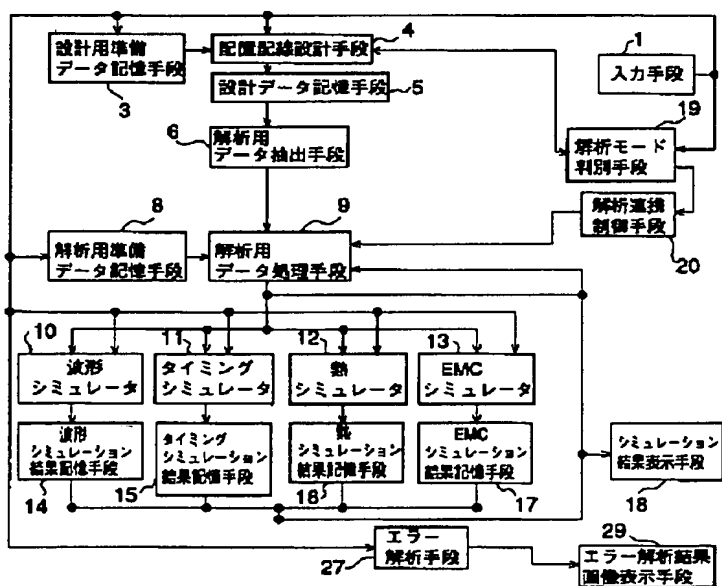 設計用準備
データ記憶手段
3
配置配線設計手段
4
設計データ記憶手段
5
1
入力手段
19
解析モード
判別手段
6
解析用
データ抽出手段
解析連携
制御手段
20
8
解析用準備
データ記憶手段
9
解析用
データ処理手段
10
波形
シミュレータ
11
タイミング
シミュレータ
12
熱
シミュレータ
13
EMC
シミュレータ
波形
シミュレーション
結果記憶手段
14
タイミング
シミュレーション
結果記憶手段
15
熱
シミュレーション
結果記憶手段
16
EMC
シミュレーション
結果記憶手段
17
シミュレーション
結果表示手段
18
エラー
解析手段
27
29
エラー解析結果
画像表示手段